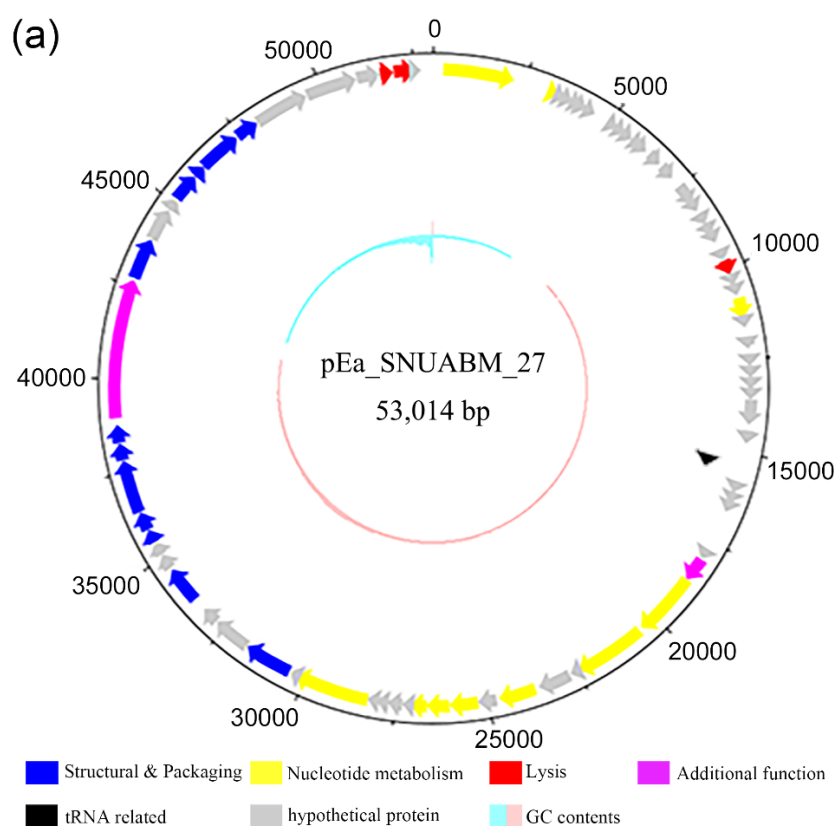 (a)
0
50000
5000
45000
10000
pEa_SNUABM_27
40000
53,014 bp
15000
35000
20000
30000
25000
Structural & Packaging
Nucleotide metabolism
Lysis
Additional function
tRNA related
hypothetical protein
GC contents